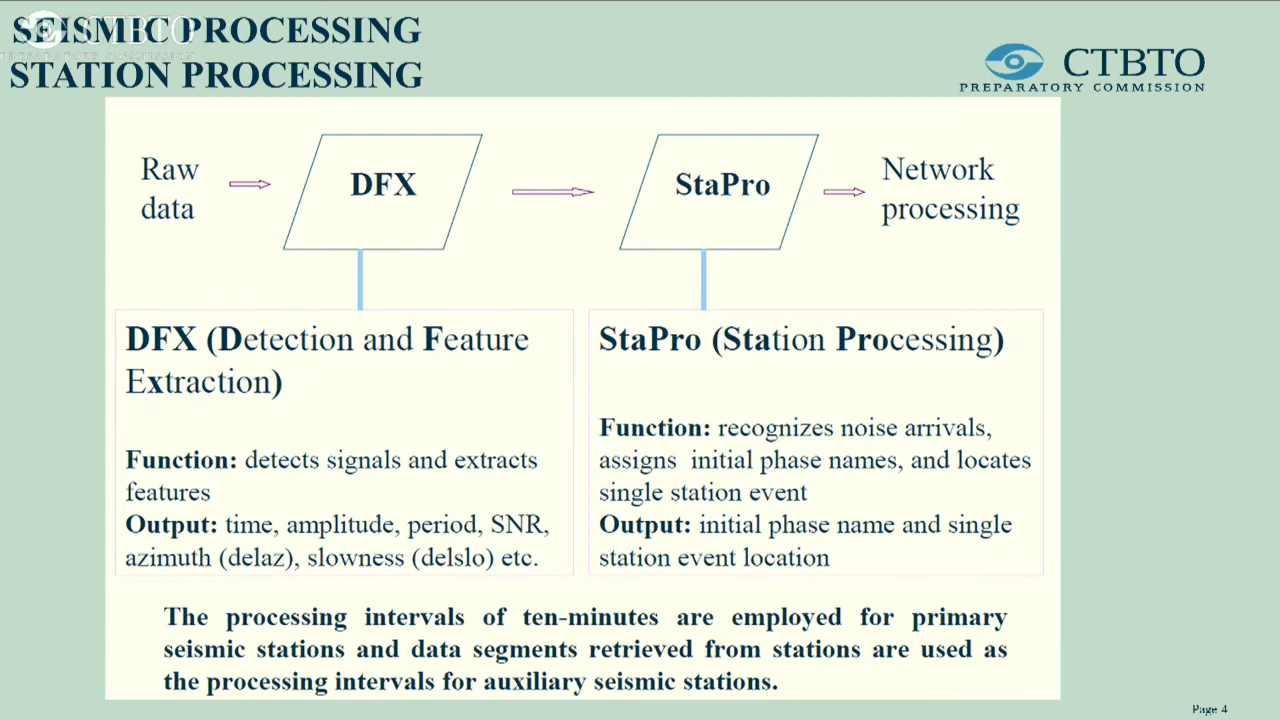 SEISMIC PROCESSING
STATION PROCESSING
CTBTO
PREPARATORY COMMISSION
CTBTO
PREPARATORY COMMISSION
Raw
data
DFX
StaPro
Network
processing
DFX (Detection and Feature
Extraction)
Function: detects signals and extracts
features
Output: time, amplitude, period, SNR,
azimuth (delaz), slowness (delslo) etc.
StaPro (Station Processing)
Function: recognizes noise arrivals,
assigns initial phase names, and locates
single station event
Output: initial phase name and single
station event location
The processing intervals of ten-minutes are employed for primary
seismic stations and data segments retrieved from stations are used as
the processing intervals for auxiliary seismic stations.
Page 4